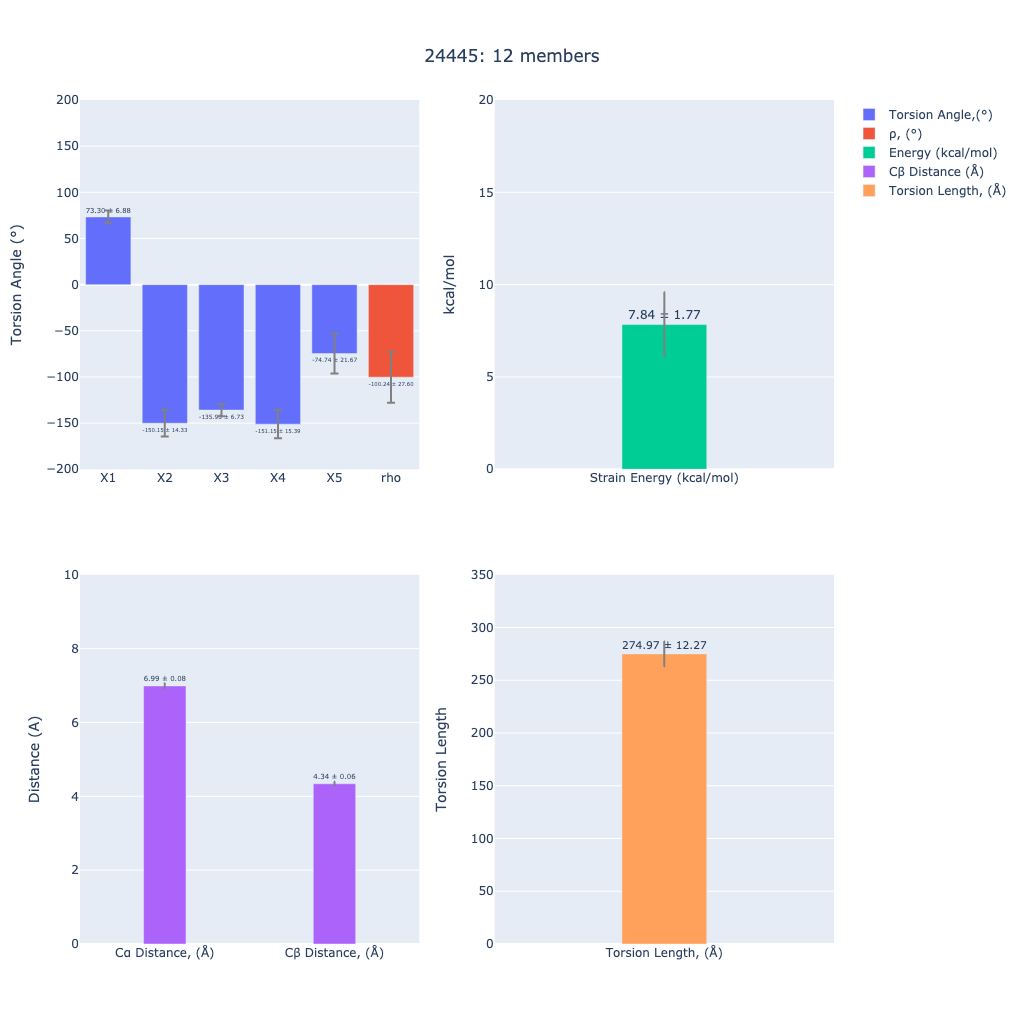 24445: 12 members
Torsion Angle (°)
200
150
100
50
0
−50
−100
−150
−200
73.30 ± 6.88
-150.15 ± 14.33
-151.15 ± 15.39
-74.74 ± 21.67
-100.24 ± 27.60
X1 X2 X3 X4 X5 rho
kcal/mol
20
15
10
5
0
7.84 ± 1.77
Strain Energy (kcal/mol)
Torsion Angle,(°)
ρ, (°)
Energy (kcal/mol)
Cβ Distance (Å)
Torsion Length, (Å)
Distance (A)
10
8
6
4
2
0
6.99 ± 0.08
4.34 ± 0.06
Cα Distance, (Å) Cβ Distance, (Å)
Torsion Length
350
300
250
200
150
100
50
0
274.97 ± 12.27
Torsion Length, (Å)